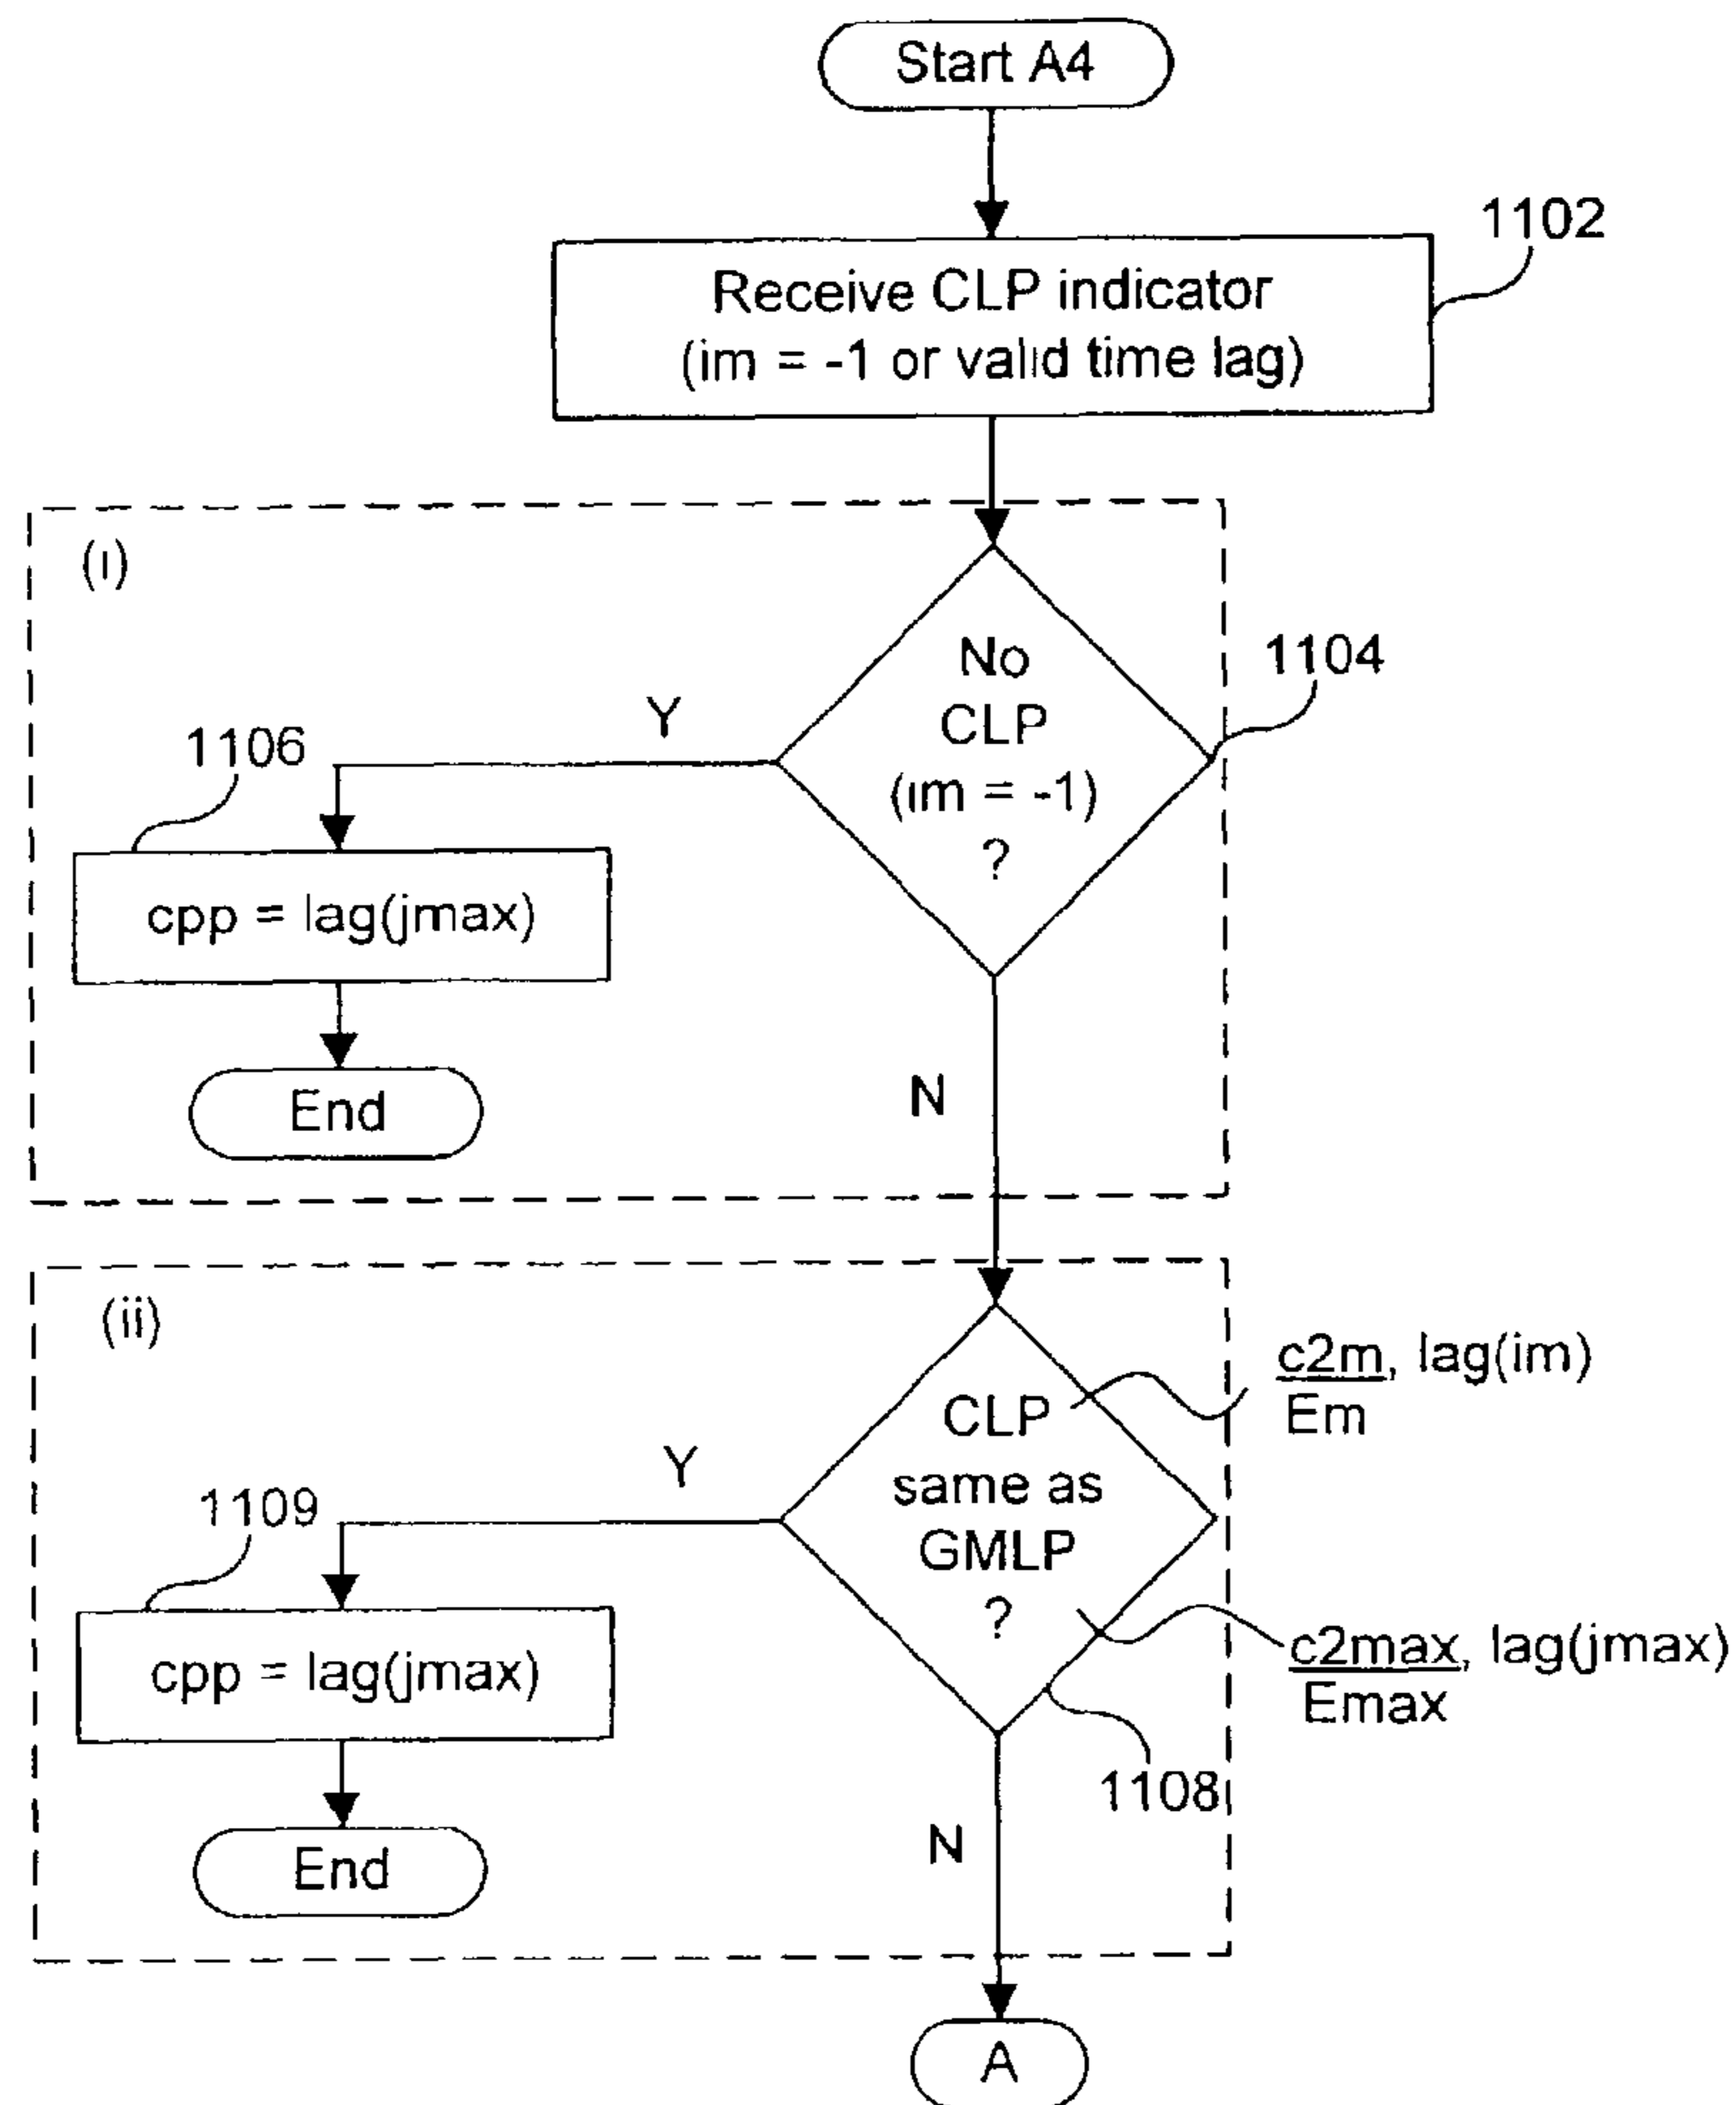 Start A4
1102
Receive CLP indicator
(im = -1 or valid time lag)
(i)
No
CLP
(im = -1)
?
1104
Y
1106
cpp = lag(jmax)
End
N
(ii)
CLP
same as
GMLP
?
c2m, lag(im)
Em
Y
1109
cpp = lag(jmax)
c2max, lag(jmax)
Emax
End
1108
N
A